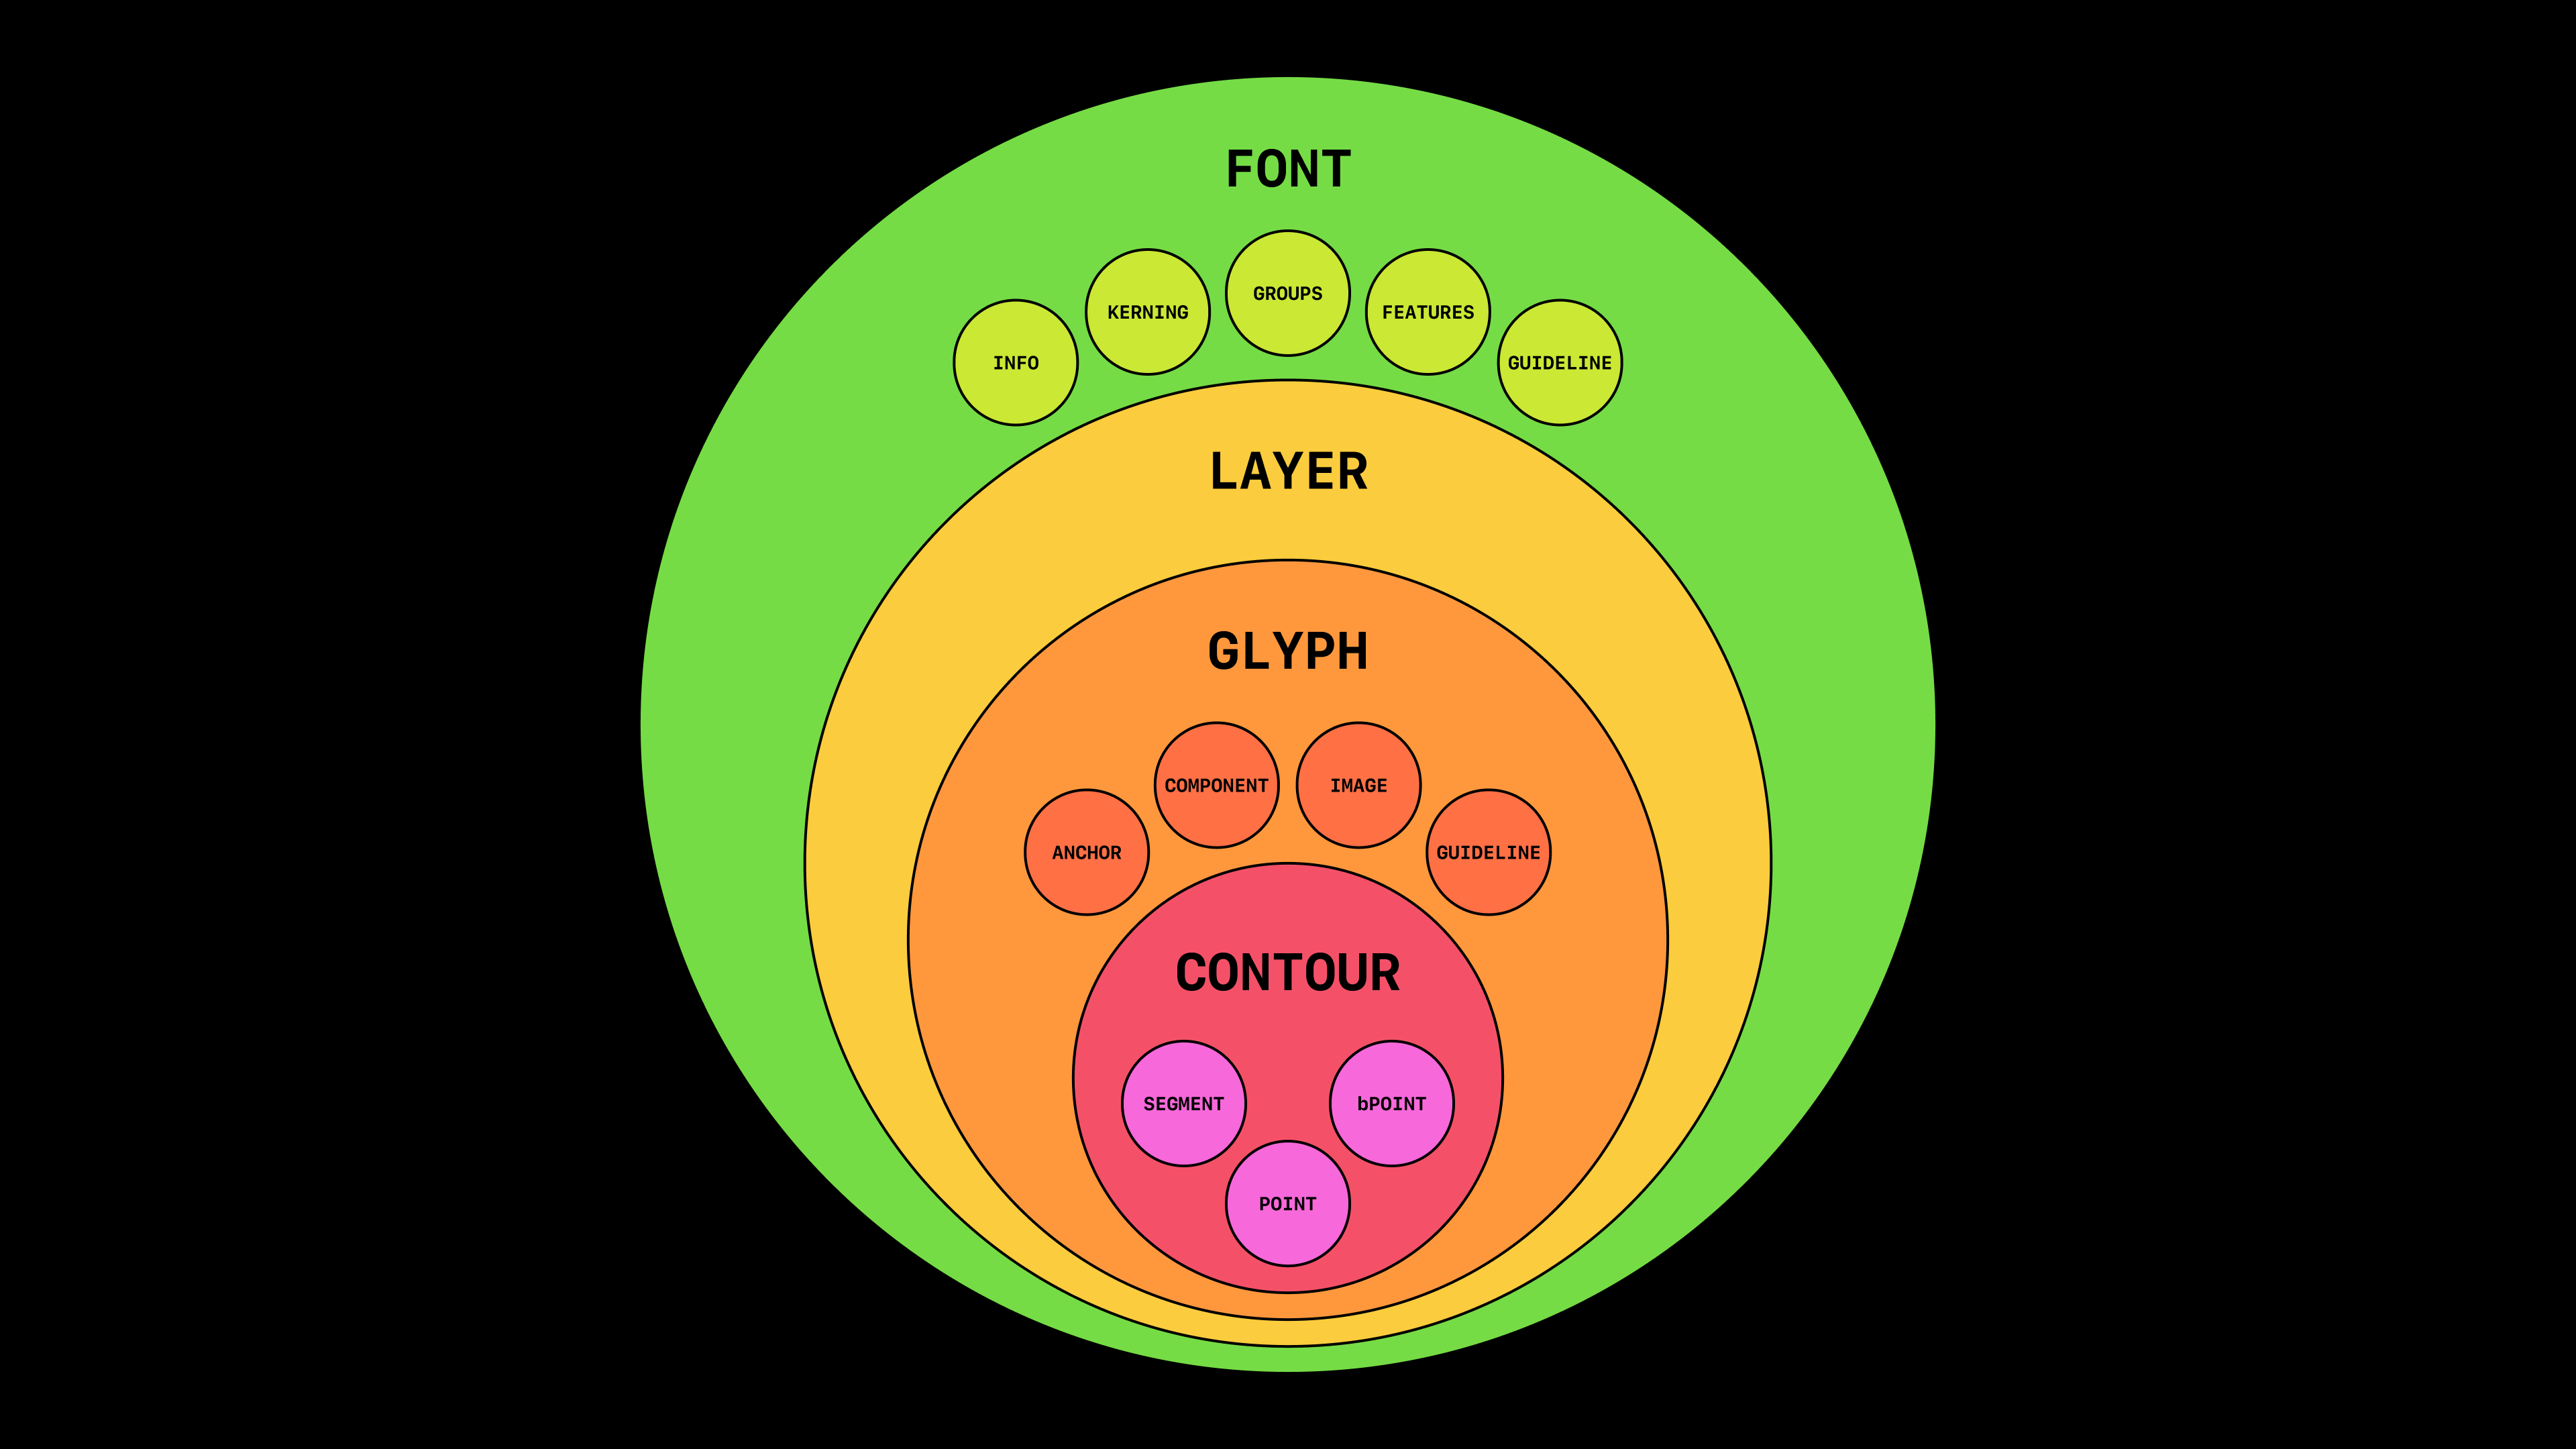 FONT
INFO
KERNING
GROUPS
FEATURES
GUIDELINE
LAYER
GLYPH
ANCHOR
COMPONENT
IMAGE
GUIDELINE
CONTOUR
SEGMENT
bPOINT
POINT